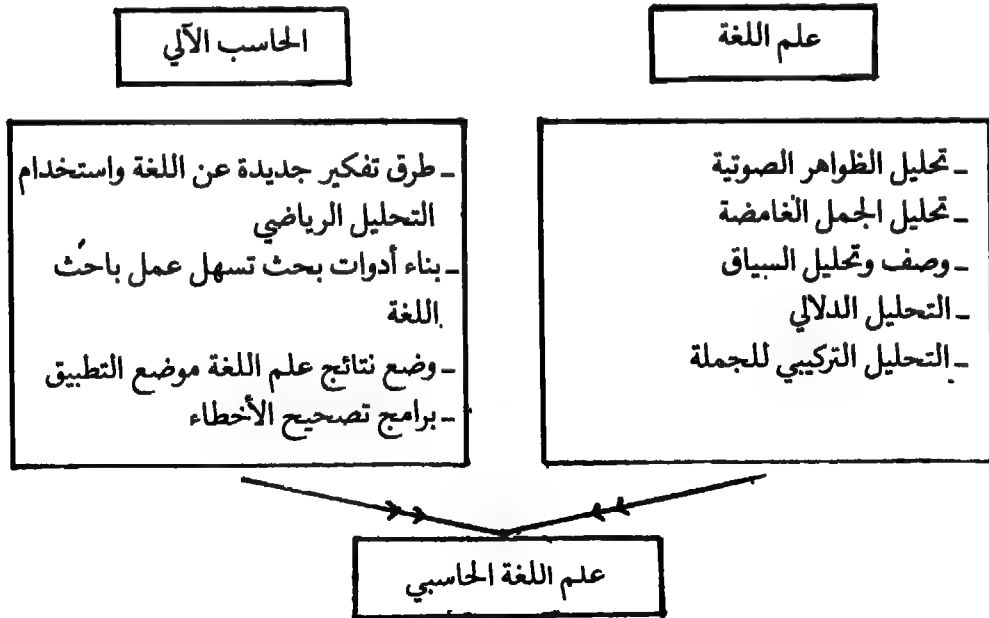 علم اللغة
الحاسب الآلي
ـ تحليل الظواهر الصوتية
ـ تحليل الجمل الغامضة
ـ وصف وتحليل السياق
ـ التحليل الدلالي
ـ التحليل التركيبي للجملة
ـ طرق تفكير جديدة عن اللغة واستخدام
التحليل الرياضي
ـ بناء أدوات بحث تسهل عمل باحث
اللغة
ـ وضع نتائج علم اللغة موضع التطبيق
ـ برامج تصحيح الأخطاء
علم اللغة الحاسبي